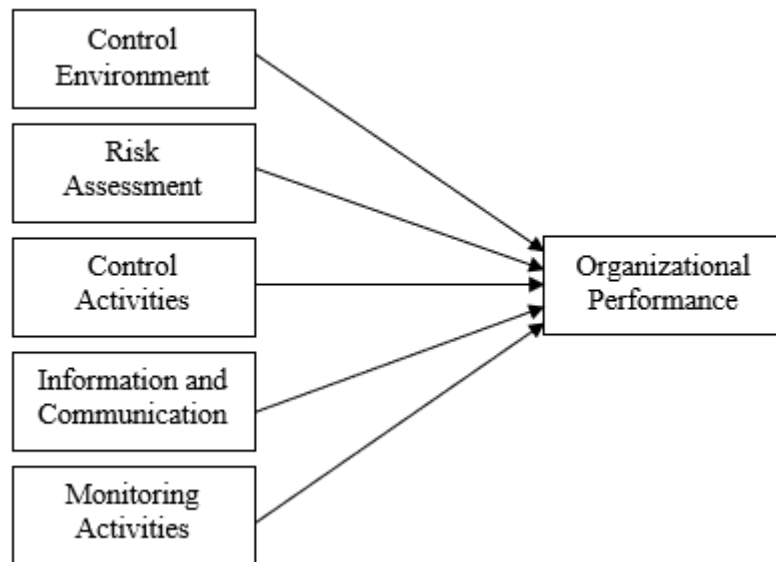 Control
Environment
Risk
Assessment
Control
Activities
Information and
Communication
Monitoring
Activities
Organizational
Performance